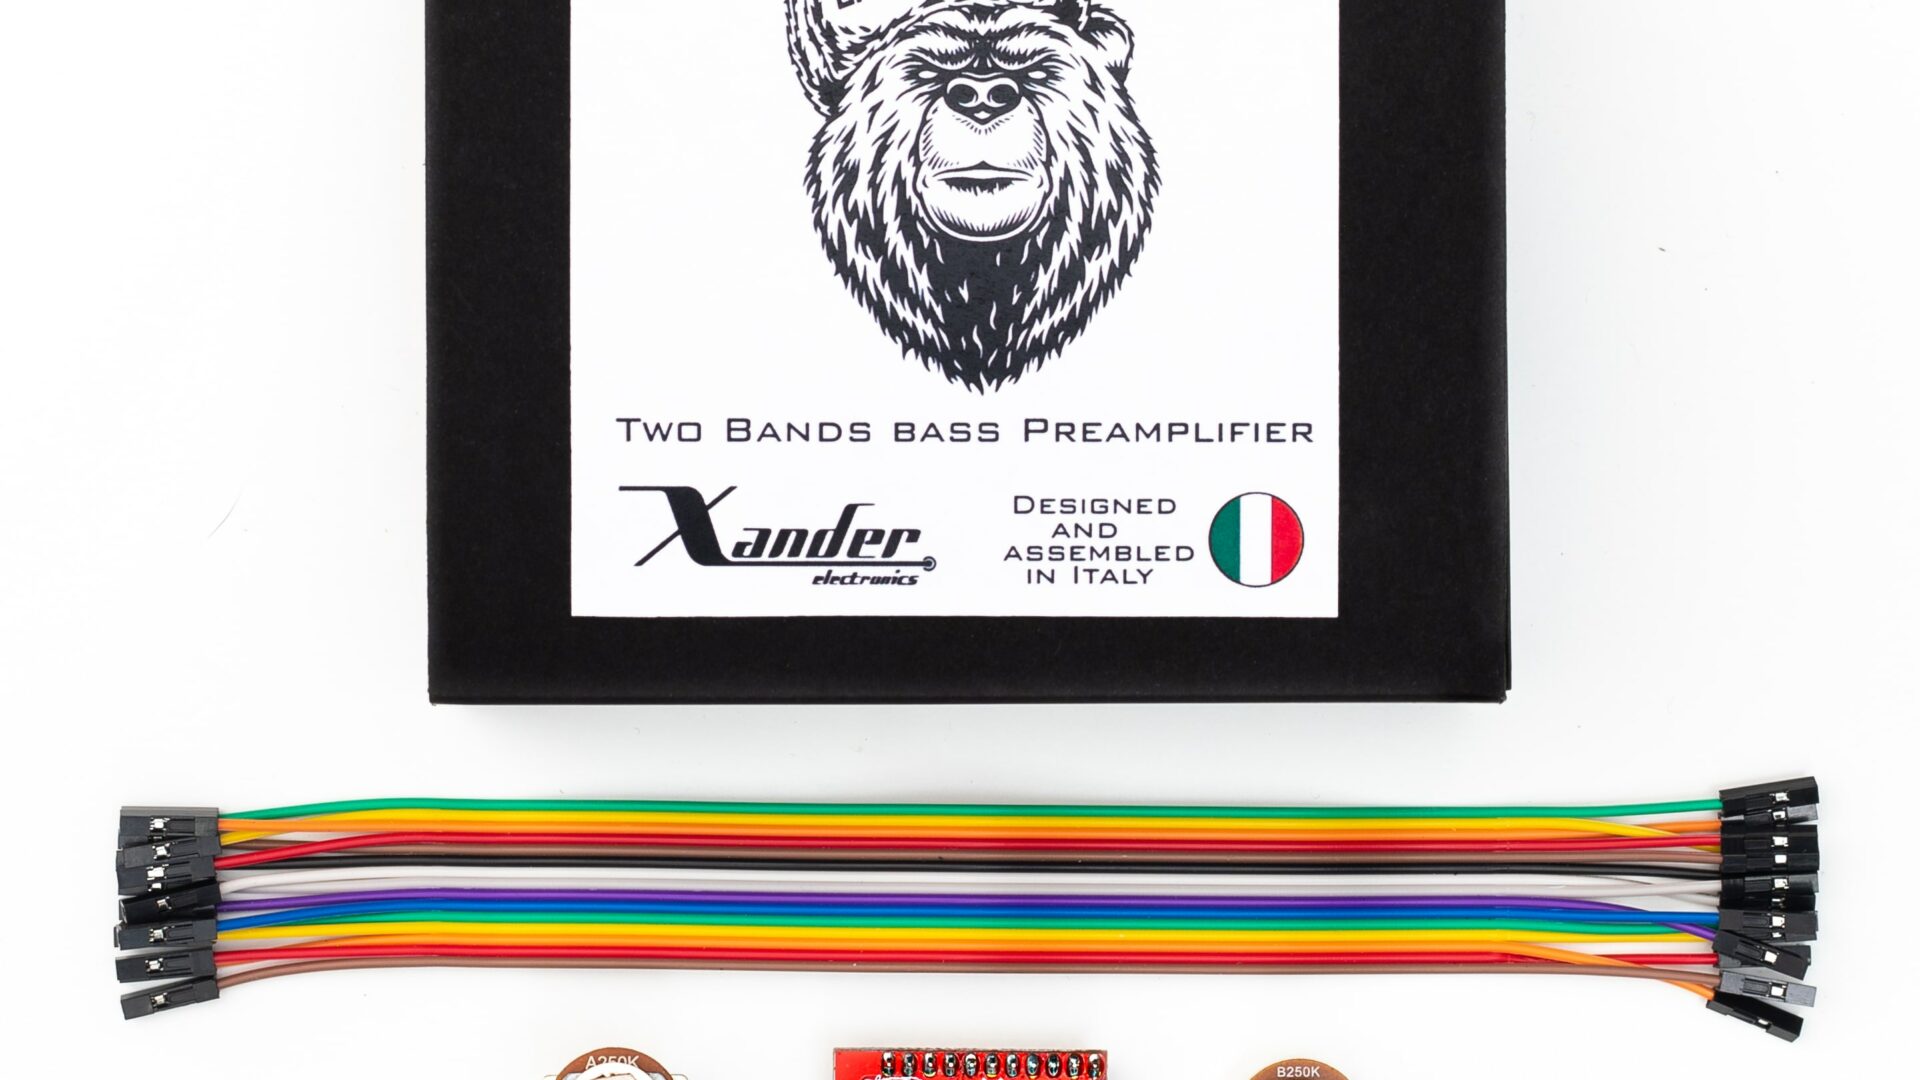 TWO BANDS BASS PREAMPLIFIER
Xander
electronics
DESIGNED
AND
ASSEMBLED
IN ITALY
A250K
B250K